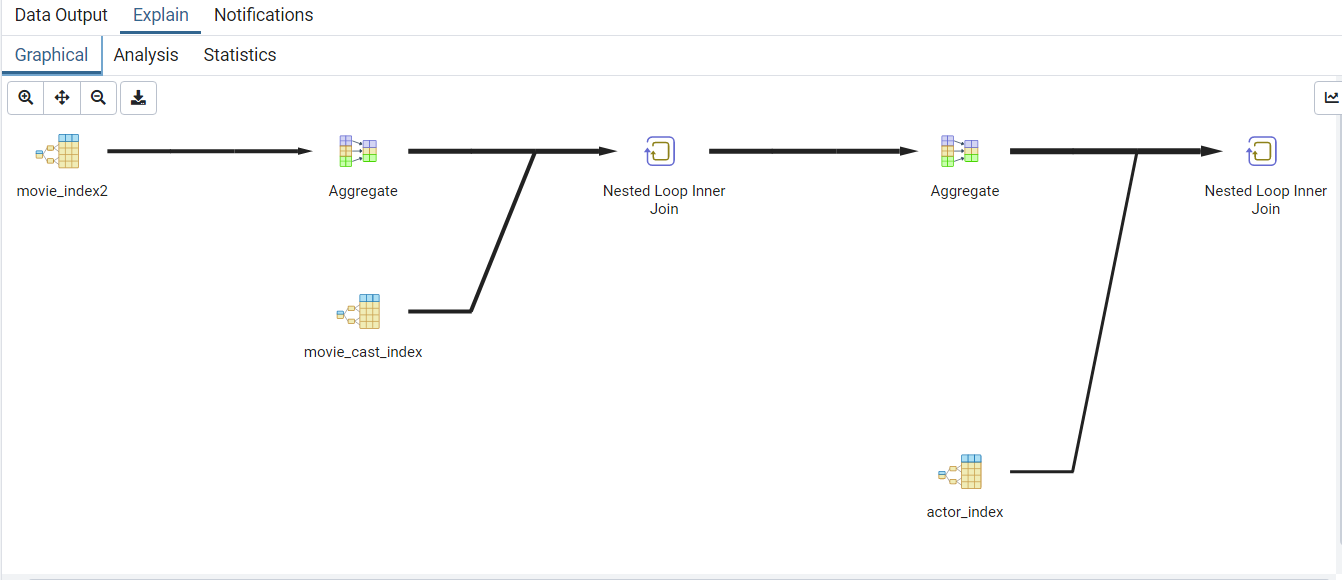 Data Output Explain Notifications
Graphical Analysis Statistics
movie_index2
Aggregate
Nested Loop Inner
Join
Aggregate
Nested Loop Inner
Join
movie_cast_index
actor_index